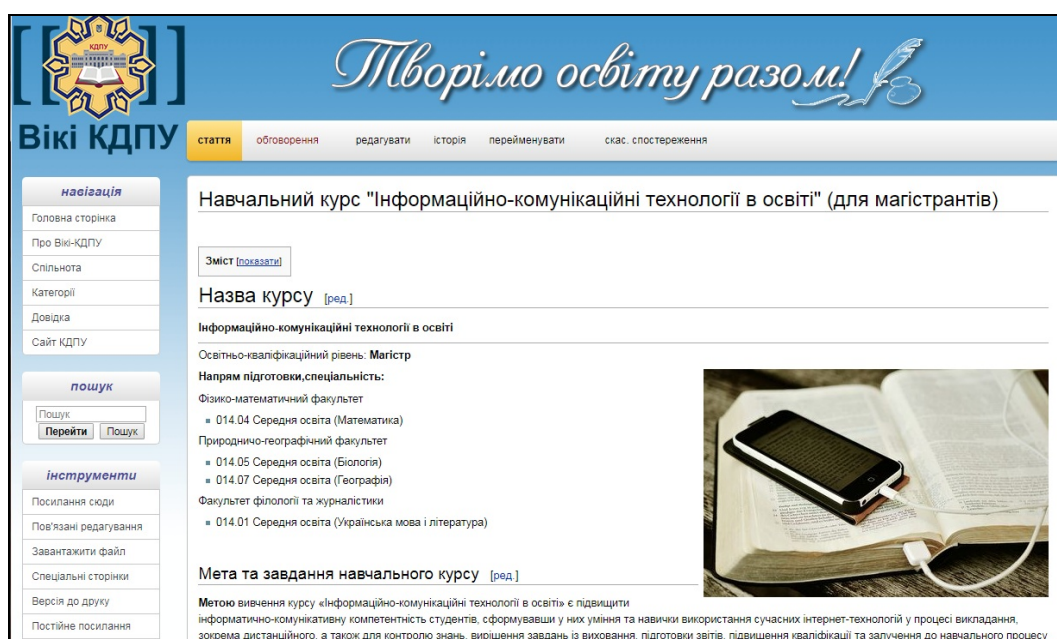 КДПУ
Вікі КДПУ
Творімо освіту разом!
стаття обговорення редагувати історія перейменувати скас. спостереження
навігація
Головна сторінка
Про Вікі-КДПУ
Спільнота
Категорії
Довідка
Сайт КДПУ
пошук
Пошук
Перейти Пошук
інструменти
Посилання сюди
Пов'язані редагування
Завантажити файл
Спеціальні сторінки
Версія до друку
Постійне посилання
Навчальний курс "Інформаційно-комунікаційні технології в освіті" (для магістрантів)
Зміст [показати]
Назва курсу [ред.]
Інформаційно-комунікаційні технології в освіті
Освітньо-кваліфікаційний рівень: Магістр
Напрям підготовки,спеціальність:
Фізико-математичний факультет
014.04 Середня освіта (Математика)
Природничо-географічний факультет
014.05 Середня освіта (Біологія)
014.07 Середня освіта (Географія)
Факультет філології та журналістики
014.01 Середня освіта (Українська мова і література)
Мета та завдання навчального курсу [ред.]
Метою вивчення курсу «Інформаційно-комунікаційні технології в освіті» є підвищити
інформатично-комунікативну компетентність студентів, сформувавши у них уміння та навички використання сучасних інтернет-технологій у процесі викладання,
зокрема дистанційного, а також для контролю знань, вирішення завдань із виховання, підготовки звітів, підвищення кваліфікації та залучення до навчального процесу